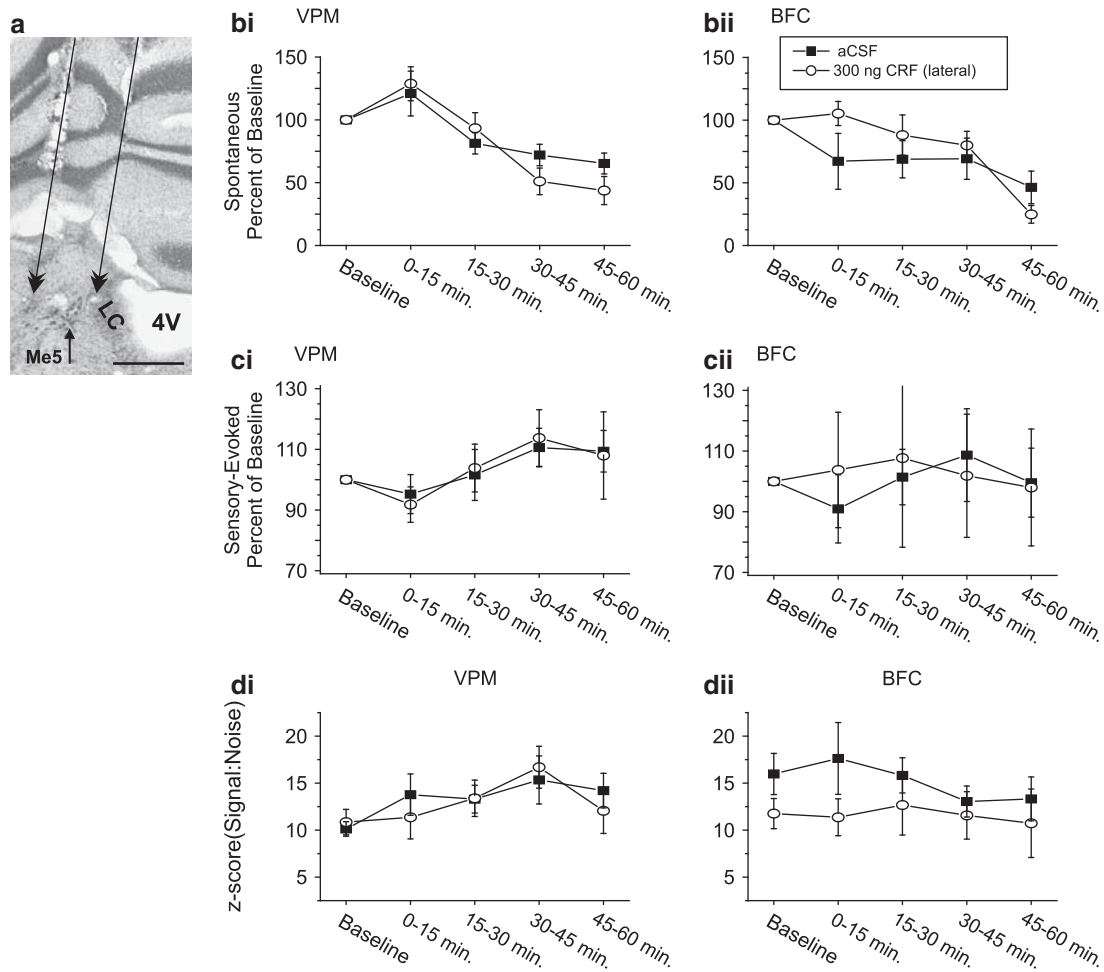 a
LC
4V
Me5
bi
VPM
Spontaneous
Percent of Baseline
150
100
50
0
Baseline
0-15 min.
15-30 min.
30-45 min.
45-60 min.
bii
BFC
aCSF
300 ng CRF (lateral)
150
100
50
0
Baseline
0-15 min.
15-30 min.
30-45 min.
45-60 min.
ci
VPM
Sensory-Evoked
Percent of Baseline
130
110
90
70
Baseline
0-15 min.
15-30 min.
30-45 min.
45-60 min.
cii
BFC
130
110
90
70
Baseline
0-15 min.
15-30 min.
30-45 min.
45-60 min.
di
VPM
z-score(Signal:Noise)
20
15
10
5
Baseline
0-15 min.
15-30 min.
30-45 min.
45-60 min.
dii
BFC
20
15
10
5
Baseline
0-15 min.
15-30 min.
30-45 min.
45-60 min.